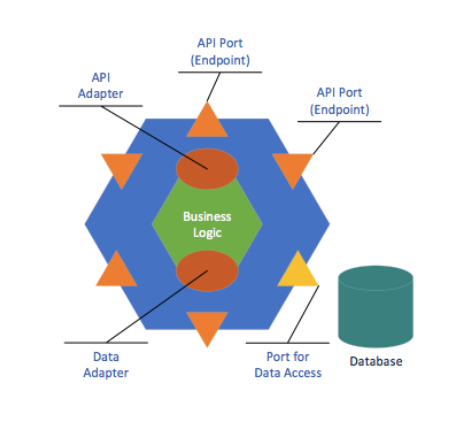 API Port
(Endpoint)
API
Adapter
API Port
(Endpoint)
Business
Logic
Data
Adapter
Port for
Data Access
Database